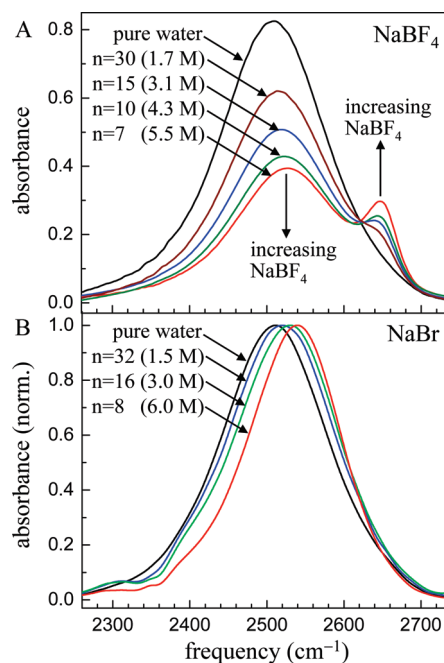 A
NaBF4
pure water
n=30 (1.7 M)
n=15 (3.1 M)
n=10 (4.3 M)
n=7 (5.5 M)
increasing
NaBF4
increasing
NaBF4
absorbance
0.8
0.6
0.4
0.2
0.0
B
NaBr
pure water
n=32 (1.5 M)
n=16 (3.0 M)
n=8 (6.0 M)
absorbance (norm.)
1.0
0.8
0.6
0.4
0.2
0.0
2300 2400 2500 2600 2700
frequency (cm⁻¹)